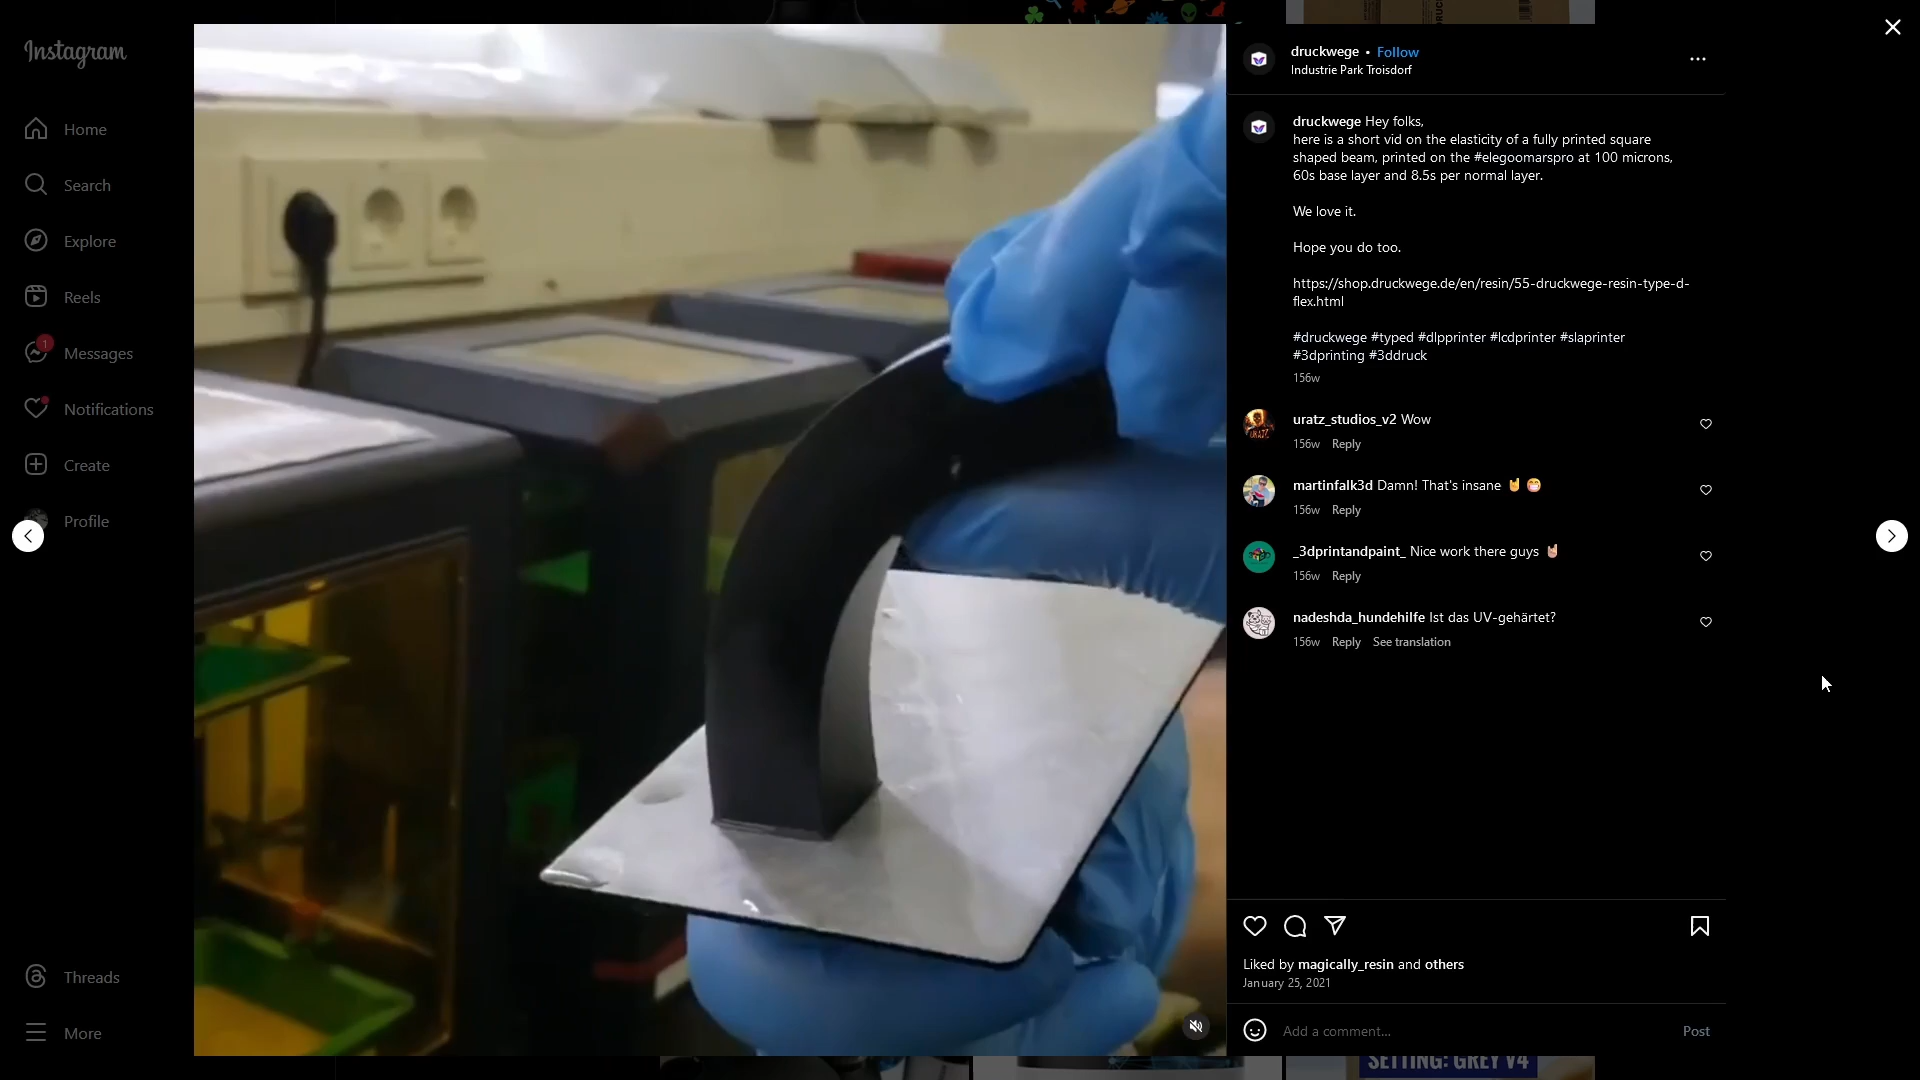 Instagram
Home
Search
Explore
Reels
1
Messages
Notifications
Create
Profile
Threads
More
druckwege • Follow
Industrie Park Troisdorf
druckwege Hey folks,
here is a short vid on the elasticity of a fully printed square
shaped beam, printed on the #elegoomarspro at 100 microns,
60s base layer and 8.5s per normal layer.
We love it.
Hope you do too.
https://shop.druckwege.de/en/resin/55-druckwege-resin-type-d-
flex.html
#druckwege #typed #dlpprinter #lcdprinter #slaprinter
#3dprinting #3ddruck
156w
uratz_studios_v2 Wow
156w Reply
martinfalk3d Damn! That's insane 🤘 😁
156w Reply
_3dprintandpaint_ Nice work there guys 🤘🏼
156w Reply
nadeshda_hundehilfe Ist das UV-gehärtet?
156w Reply See translation
Liked by magically_resin and others
January 25, 2021
Add a comment...
Post
SETTING: GREY V4